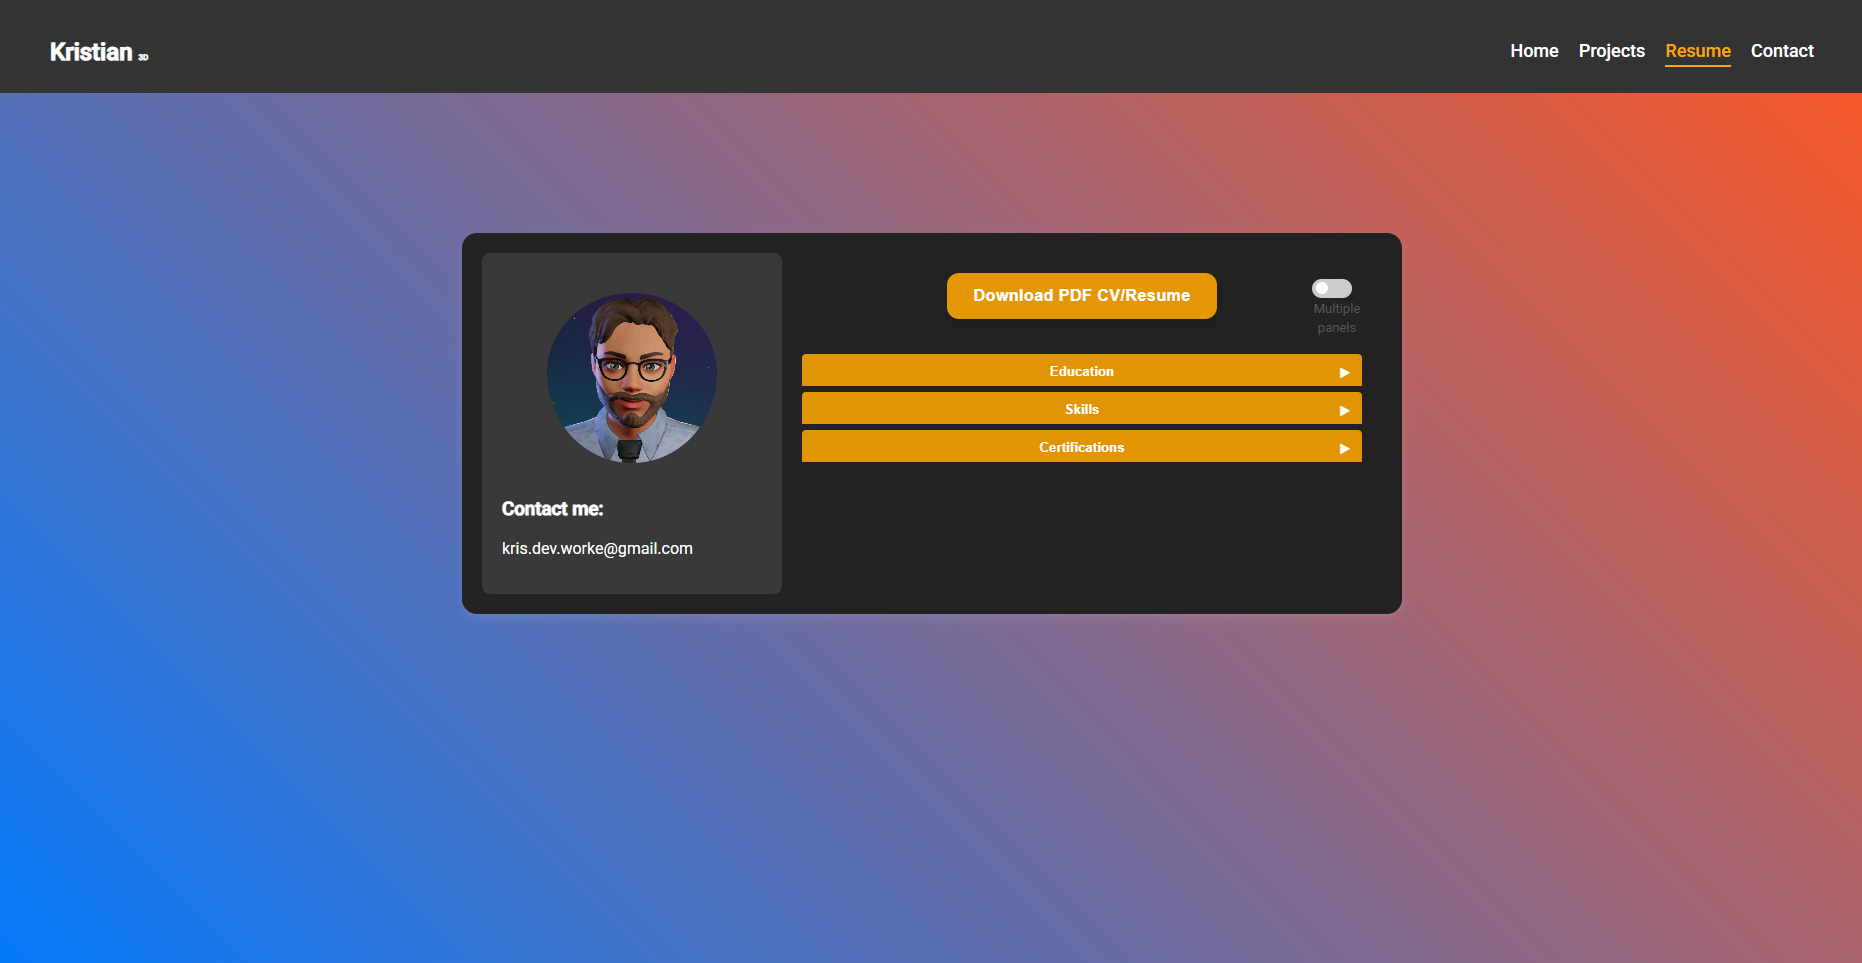 Kristian 3D
Home Projects Resume Contact
Contact me:
kris.dev.worke@gmail.com
Download PDF CV/Resume
Multiple
panels
Education
Skills
Certifications